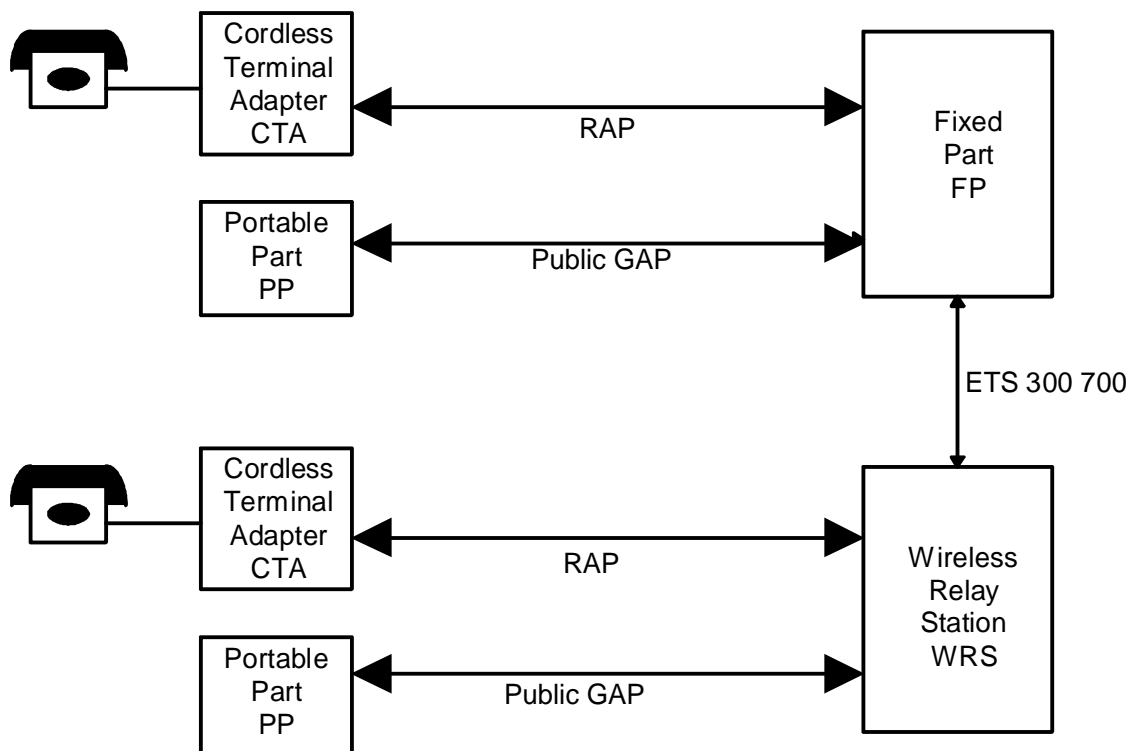 Cordless
Terminal
Adapter
CTA
RAP
Fixed
Part
FP
Portable
Part
PP
Public GAP
ETS 300 700
Cordless
Terminal
Adapter
CTA
RAP
Wireless
Relay
Station
WRS
Portable
Part
PP
Public GAP